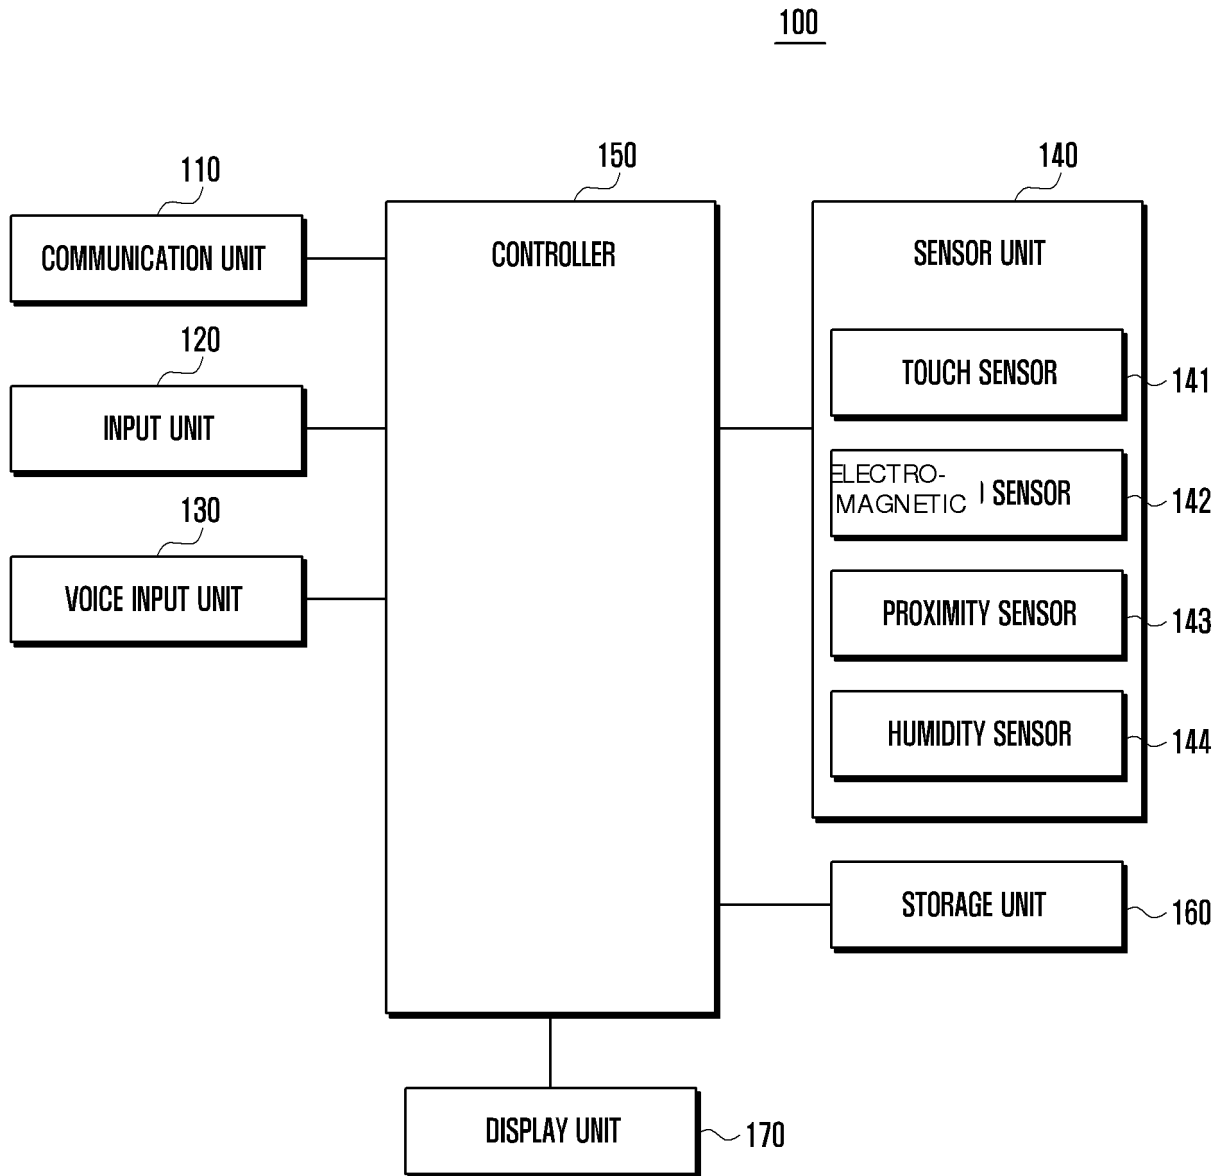 100
110
COMMUNICATION UNIT
120
INPUT UNIT
130
VOICE INPUT UNIT
150
CONTROLLER
140
SENSOR UNIT
TOUCH SENSOR
141
ELECTRO-
MAGNETIC SENSOR
142
PROXIMITY SENSOR
143
HUMIDITY SENSOR
144
STORAGE UNIT
160
DISPLAY UNIT
170